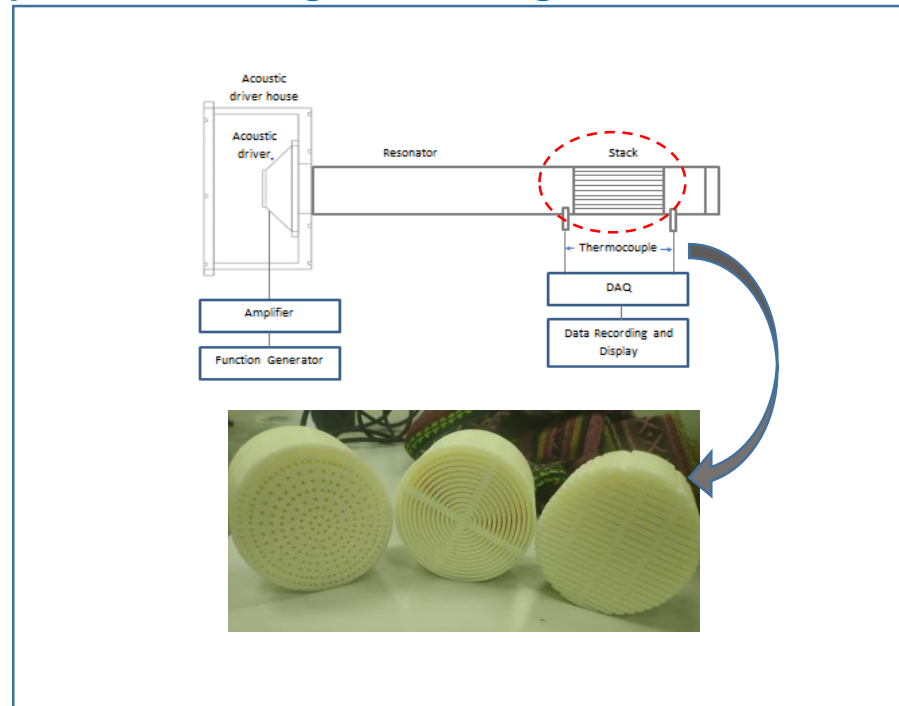 Acoustic
driver house
Acoustic
driver
Resonator
Stack
Thermocouple
DAQ
Amplifier
Data Recording and
Display
Function Generator